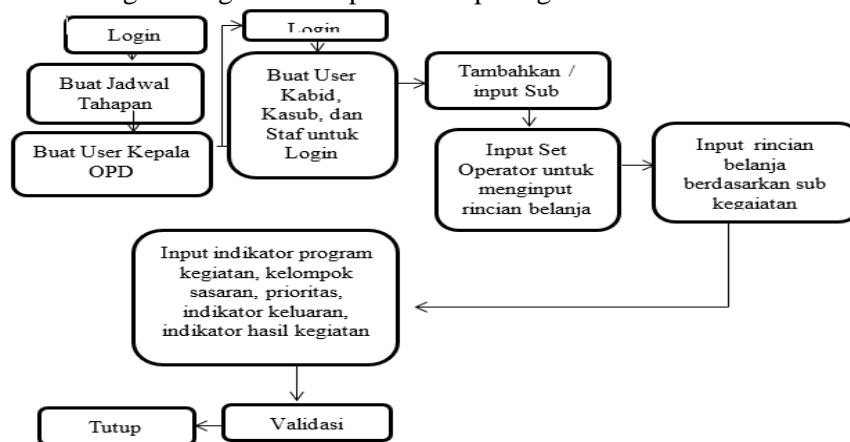 Login
Buat Jadwal
Tahapan
Buat User Kepala
OPD
Login
Buat User
Kabid,
Kasub, dan
Staf untuk
Login
Tambahkan /
input Sub
Input Set
Operator untuk
menginput
rincian belanja
Input rincian
belanja
berdasarkan sub
kegaiatan
Input indikator program
kegiatan, kelompok
sasaran, prioritas,
indikator keluaran,
indikator hasil kegiatan
Validasi
Tutup